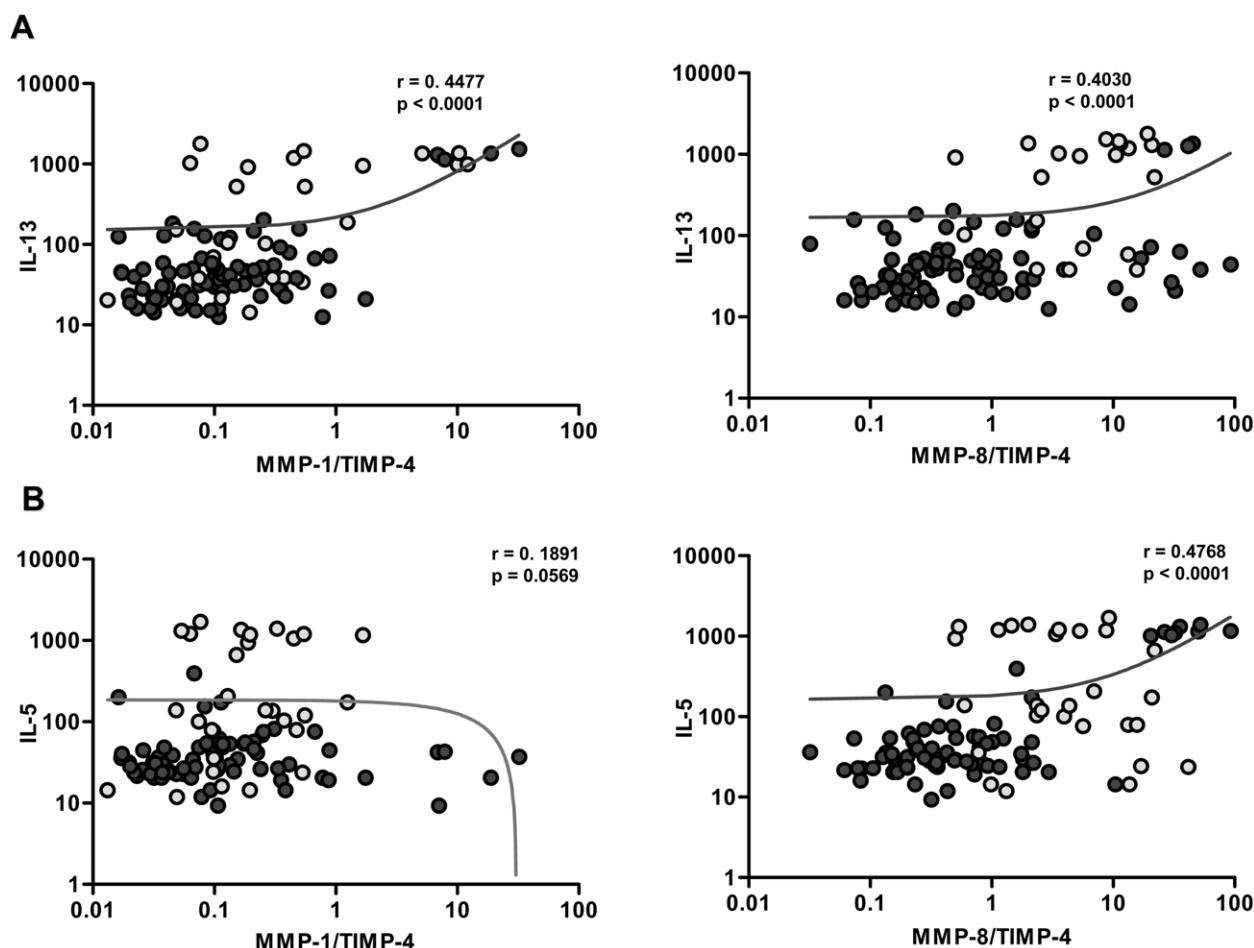 A
r = 0. 4477
p < 0.0001
10000
1000
100
10
1
IL-13
0.01 0.1 1 10 100
MMP-1/TIMP-4
r = 0.4030
p < 0.0001
10000
1000
100
10
1
IL-13
0.01 0.1 1 10 100
MMP-8/TIMP-4
B
r = 0. 1891
p = 0.0569
10000
1000
100
10
1
IL-5
0.01 0.1 1 10 100
MMP-1/TIMP-4
r = 0.4768
p < 0.0001
10000
1000
100
10
1
IL-5
0.01 0.1 1 10 100
MMP-8/TIMP-4